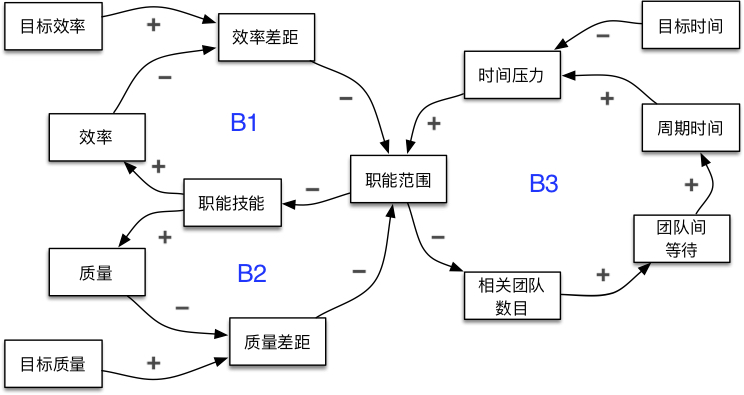 目标效率
+
效率差距
−
−
效率
B1
+
职能技能
−
+
质量
B2
−
质量差距
−
目标质量
+
职能范围
目标时间
−
时间压力
+
+
周期时间
B3
+
团队间
等待
−
相关团队
数目
+